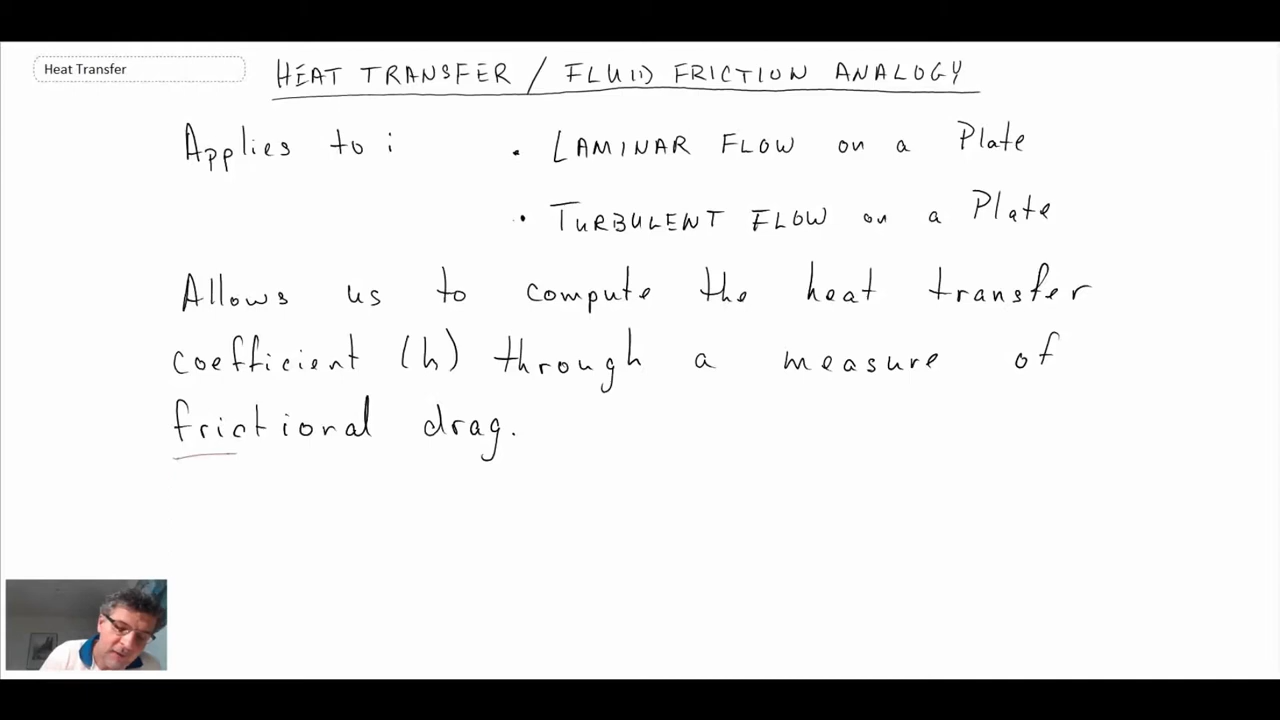 Heat Transfer
HEAT TRANSFER / FLUID FRICTION ANALOGY
Applies to : • LAMINAR FLOW on a Plate
• TURBULENT FLOW on a Plate
Allows us to compute the heat transfer
coefficient (h) through a measure of
frictional drag.